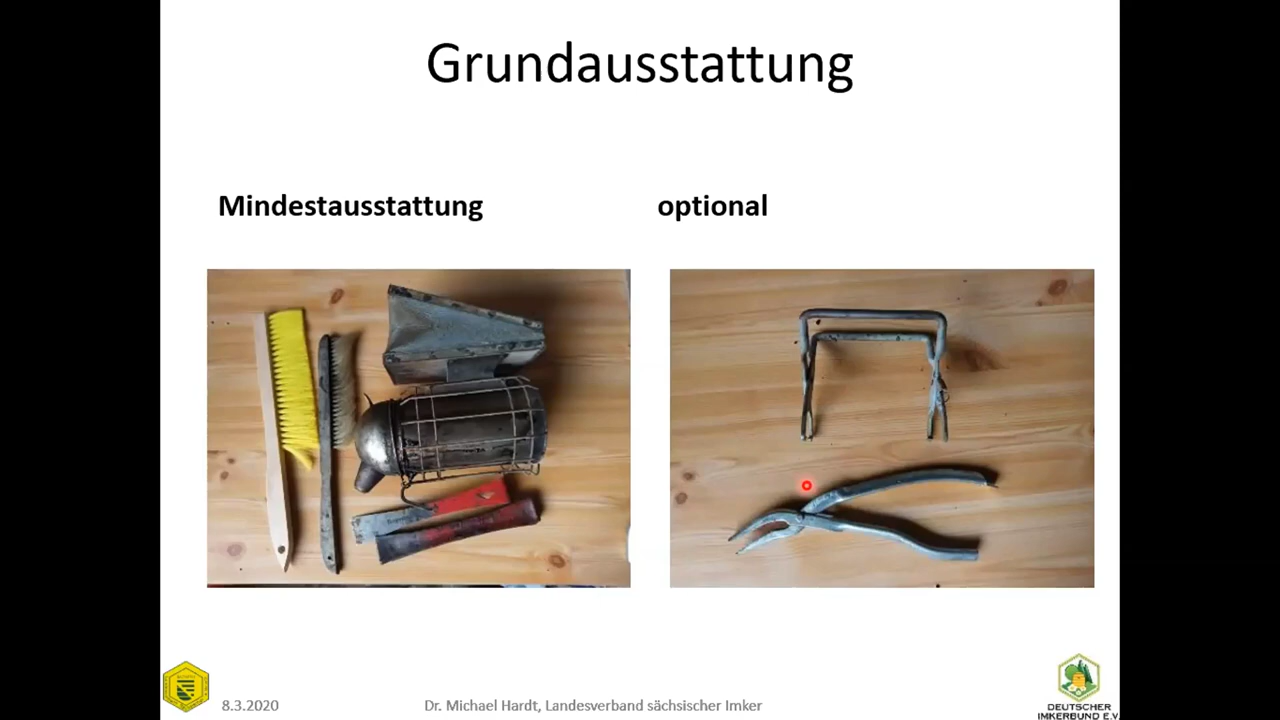 Grundausstattung
Mindestausstattung
optional
8.3.2020
Dr. Michael Hardt, Landesverband sächsischer Imker
DEUTSCHER
IMKERBUND E.V